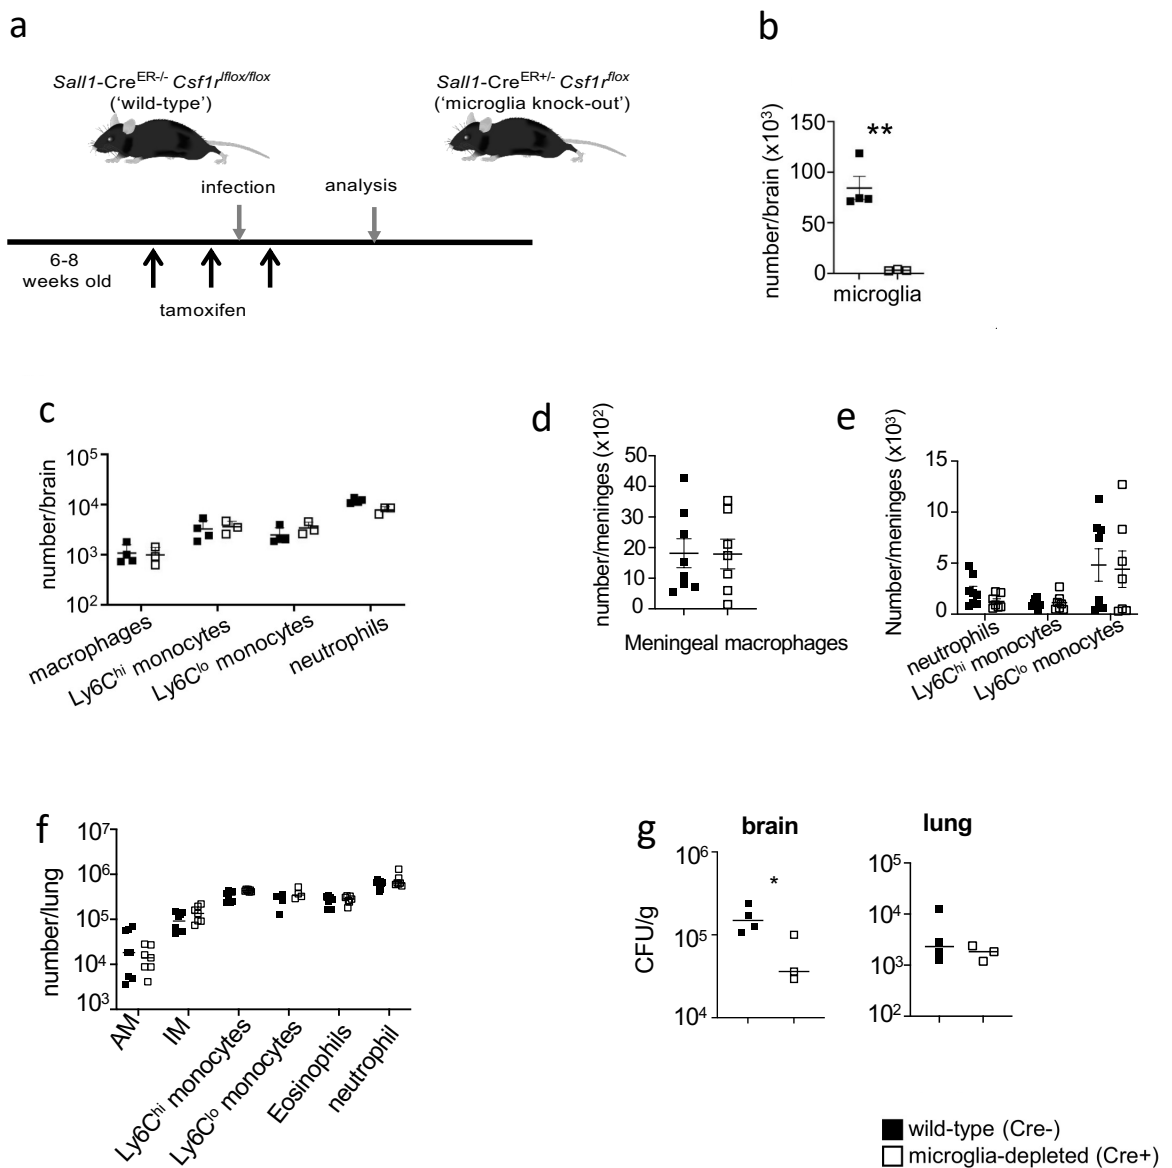 a
Sall1-CreER-/- Csf1rlflox/flox
('wild-type')
Sall1-CreER+/- Csf1rflox
('microglia knock-out')
infection
analysis
6-8
weeks old
tamoxifen
b
number/brain (x10³)
150
100
50
0
**
microglia
c
number/brain
10⁵
10⁴
10³
10²
macrophages
Ly6Chi monocytes
Ly6Clo monocytes
neutrophils
d
number/meninges (x10²)
50
40
30
20
10
0
Meningeal macrophages
e
Number/meninges (x10³)
15
10
5
0
neutrophils
Ly6Chi monocytes
Ly6Clo monocytes
f
number/lung
10⁷
10⁶
10⁵
10⁴
10³
AM
IM
Ly6Chi monocytes
Ly6Clo monocytes
Eosinophils
neutrophil
g
brain
CFU/g
10⁶
10⁵
10⁴
*
lung
10⁵
10⁴
10³
10²
wild-type (Cre-)
microglia-depleted (Cre+)